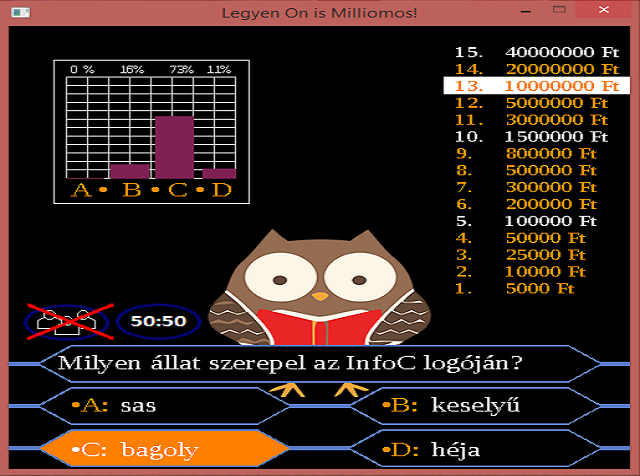 Legyen Ön is Milliomos!
0 % 16% 73% 11%
A • B • C • D
15. 40000000 Ft
14. 20000000 Ft
13. 10000000 Ft
12. 5000000 Ft
11. 3000000 Ft
10. 1500000 Ft
9. 800000 Ft
8. 500000 Ft
7. 300000 Ft
6. 200000 Ft
5. 100000 Ft
4. 50000 Ft
3. 25000 Ft
2. 10000 Ft
1. 5000 Ft
50:50
Milyen állat szerepel az InfoC logóján?
•A: sas
•B: keselyű
•C: bagoly
•D: héja